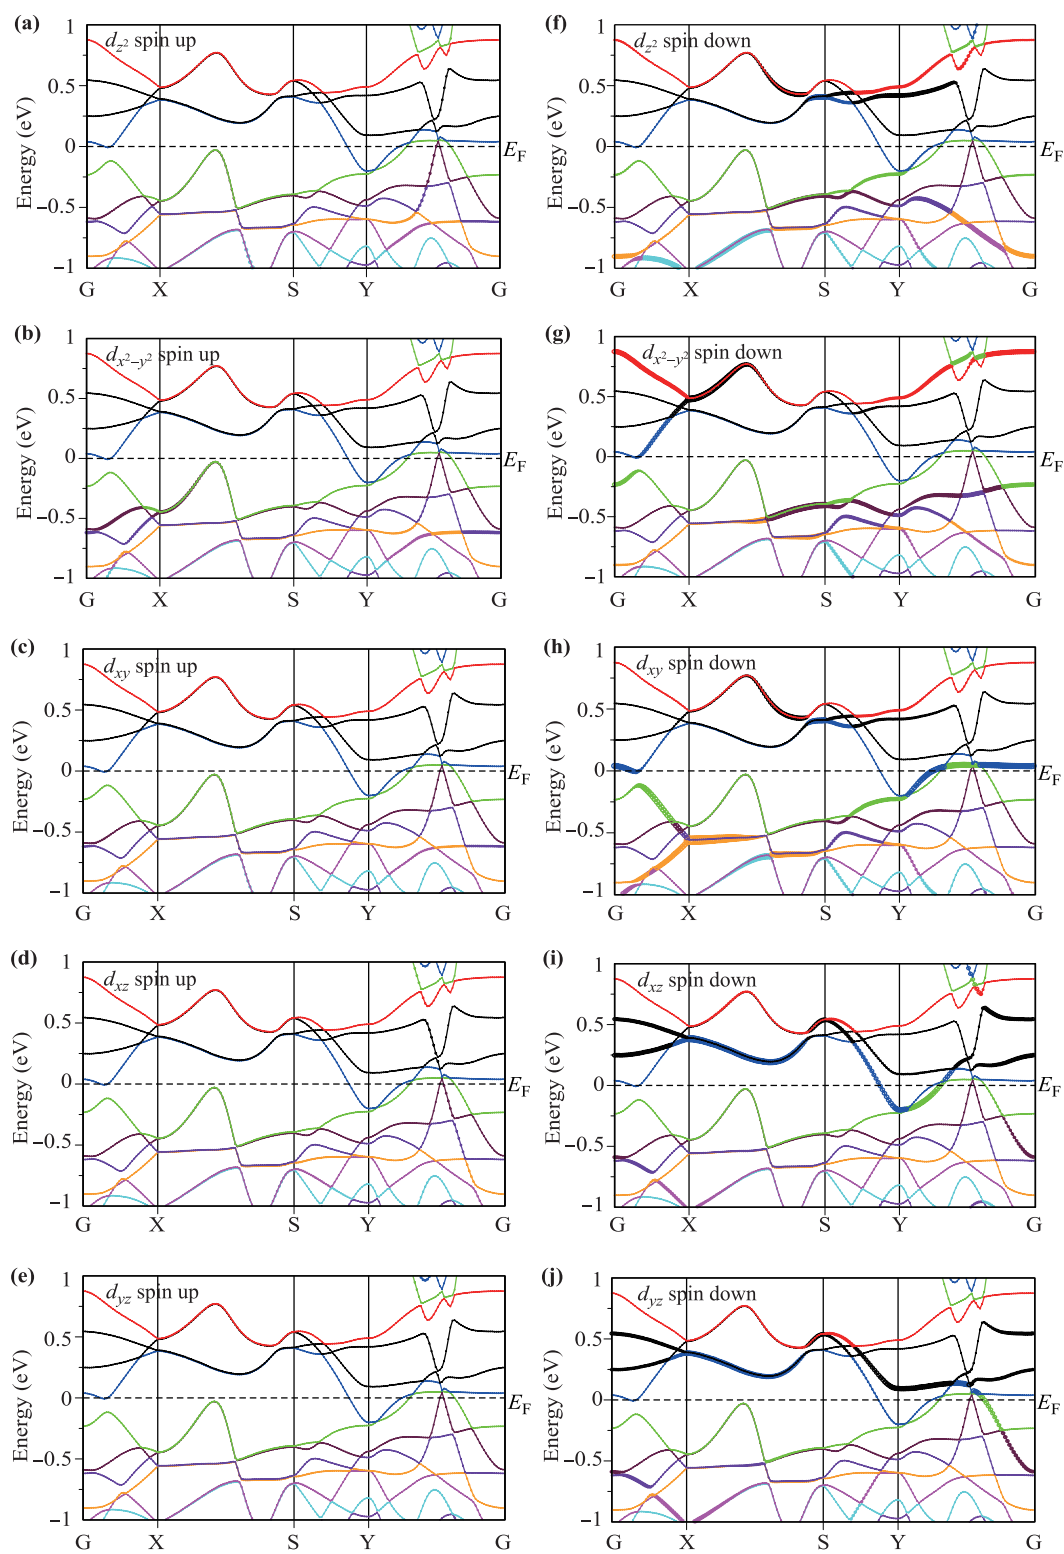 (a)
1
d_{z^2} spin up
0.5
0
−0.5
−1
Energy (eV)
E_F
G X S Y G
(f)
1
d_{z^2} spin down
0.5
0
−0.5
−1
Energy (eV)
E_F
G X S Y G
(b)
1
d_{x^2−y^2} spin up
0.5
0
−0.5
−1
Energy (eV)
E_F
G X S Y G
(g)
1
d_{x^2−y^2} spin down
0.5
0
−0.5
−1
Energy (eV)
E_F
G X S Y G
(c)
1
d_{xy} spin up
0.5
0
−0.5
−1
Energy (eV)
E_F
G X S Y G
(h)
1
d_{xy} spin down
0.5
0
−0.5
−1
Energy (eV)
E_F
G X S Y G
(d)
1
d_{xz} spin up
0.5
0
−0.5
−1
Energy (eV)
E_F
G X S Y G
(i)
1
d_{xz} spin down
0.5
0
−0.5
−1
Energy (eV)
E_F
G X S Y G
(e)
1
d_{yz} spin up
0.5
0
−0.5
−1
Energy (eV)
E_F
G X S Y G
(j)
1
d_{yz} spin down
0.5
0
−0.5
−1
Energy (eV)
E_F
G X S Y G